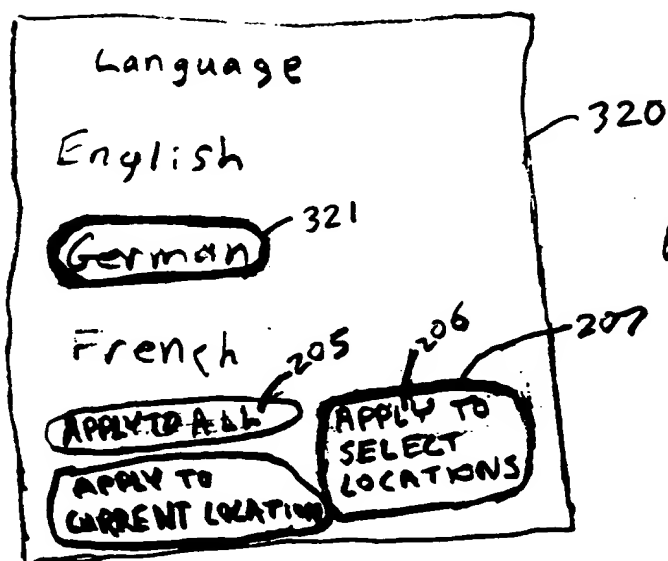 Language
320
English
321
German
French
205
206
207
APPLY TO ALL
APPLY TO
SELECT
LOCATIONS
APPLY TO
CURRENT LOCATION